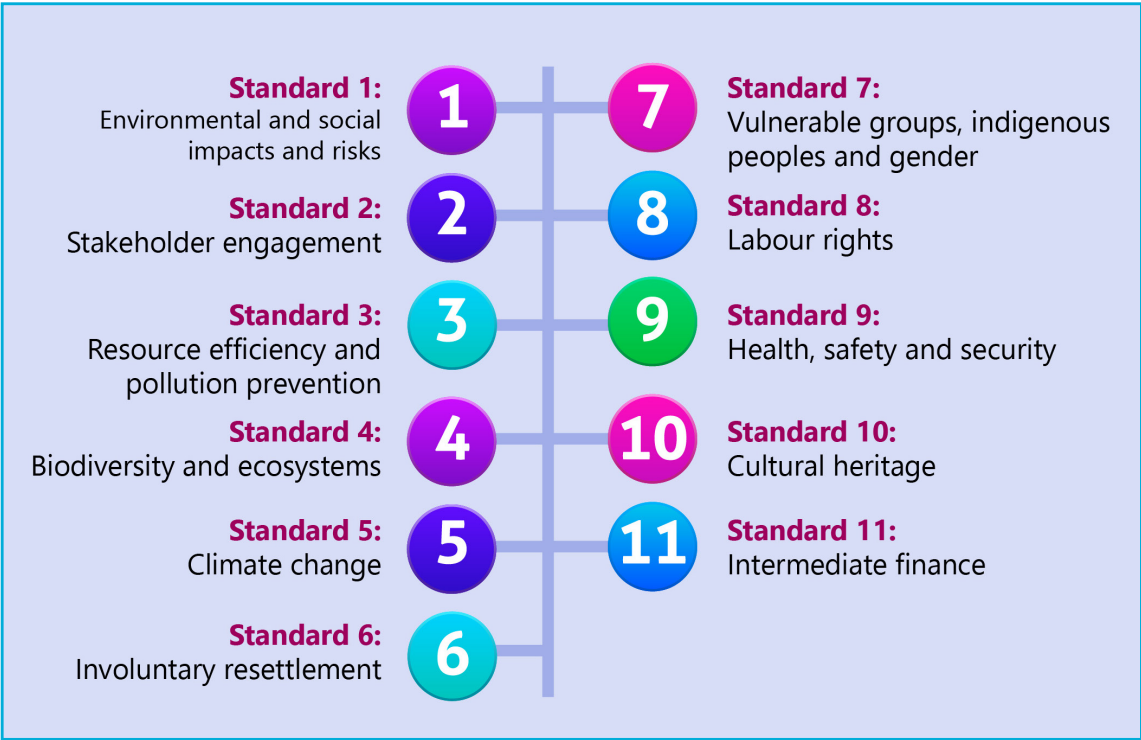 Standard 1:
Environmental and social
impacts and risks
1
Standard 2:
Stakeholder engagement
2
Standard 3:
Resource efficiency and
pollution prevention
3
Standard 4:
Biodiversity and ecosystems
4
Standard 5:
Climate change
5
Standard 6:
Involuntary resettlement
6
7
Standard 7:
Vulnerable groups, indigenous
peoples and gender
8
Standard 8:
Labour rights
9
Standard 9:
Health, safety and security
10
Standard 10:
Cultural heritage
11
Standard 11:
Intermediate finance